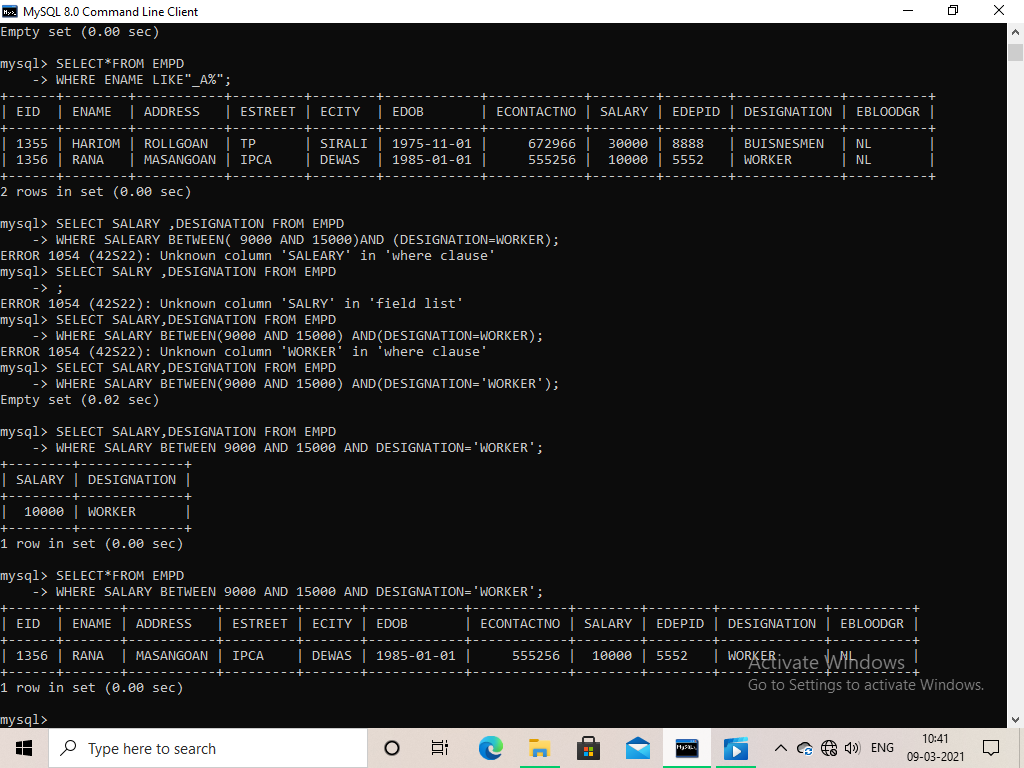 MySQL 8.0 Command Line Client
Empty set (0.00 sec)
mysql> SELECT*FROM EMPD
    -> WHERE ENAME LIKE"_A%";
+------+--------+------------+---------+--------+------------+------------+--------+--------+-------------+----------+
| EID  | ENAME  | ADDRESS   | ESTREET | ECITY  | EDOB       | ECONTACTNO | SALARY | EDEPID | DESIGNATION | EBLOODGR |
+------+--------+------------+---------+--------+------------+------------+--------+--------+-------------+----------+
| 1355 | HARIOM | ROLLGOAN  | TP      | SIRALI | 1975-11-01 |     672966 |  30000 | 8888   | BUISNESMEN  | NL       |
| 1356 | RANA   | MASANGOAN | IPCA    | DEWAS  | 1985-01-01 |     555256 |  10000 | 5552   | WORKER      | NL       |
+------+--------+------------+---------+--------+------------+------------+--------+--------+-------------+----------+
2 rows in set (0.00 sec)
mysql> SELECT SALARY ,DESIGNATION FROM EMPD
    -> WHERE SALEARY BETWEEN( 9000 AND 15000)AND (DESIGNATION=WORKER);
ERROR 1054 (42S22): Unknown column 'SALEARY' in 'where clause'
mysql> SELECT SALRY ,DESIGNATION FROM EMPD
    -> ;
ERROR 1054 (42S22): Unknown column 'SALRY' in 'field list'
mysql> SELECT SALARY,DESIGNATION FROM EMPD
    -> WHERE SALARY BETWEEN(9000 AND 15000) AND(DESIGNATION=WORKER);
ERROR 1054 (42S22): Unknown column 'WORKER' in 'where clause'
mysql> SELECT SALARY,DESIGNATION FROM EMPD
    -> WHERE SALARY BETWEEN(9000 AND 15000) AND(DESIGNATION='WORKER');
Empty set (0.02 sec)
mysql> SELECT SALARY,DESIGNATION FROM EMPD
    -> WHERE SALARY BETWEEN 9000 AND 15000 AND DESIGNATION='WORKER';
+--------+-------------+
| SALARY | DESIGNATION |
+--------+-------------+
|  10000 | WORKER      |
+--------+-------------+
1 row in set (0.00 sec)
mysql> SELECT*FROM EMPD
    -> WHERE SALARY BETWEEN 9000 AND 15000 AND DESIGNATION='WORKER';
+------+-------+-----------+---------+-------+------------+------------+--------+--------+-------------+----------+
| EID  | ENAME | ADDRESS   | ESTREET | ECITY | EDOB       | ECONTACTNO | SALARY | EDEPID | DESIGNATION | EBLOODGR |
+------+-------+-----------+---------+-------+------------+------------+--------+--------+-------------+----------+
| 1356 | RANA  | MASANGOAN | IPCA    | DEWAS | 1985-01-01 |     555256 |  10000 | 5552   | WORKER      | NL       |
+------+-------+-----------+---------+-------+------------+------------+--------+--------+-------------+----------+
1 row in set (0.00 sec)
mysql>
Activate Windows
Go to Settings to activate Windows.
Type here to search
MySQL
ENG
10:41
09-03-2021